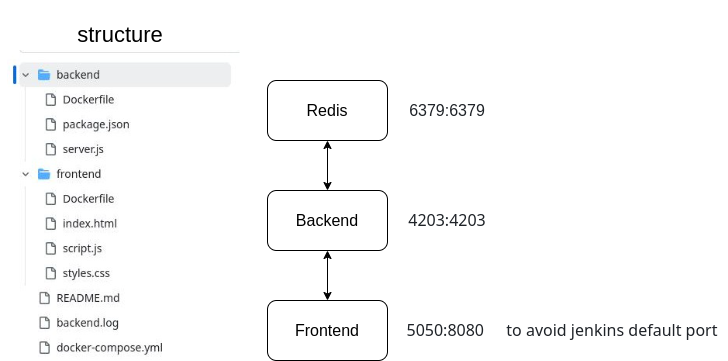 structure
backend
Dockerfile
package.json
server.js
frontend
Dockerfile
index.html
script.js
styles.css
README.md
backend.log
docker-compose.yml
Redis 6379:6379
Backend 4203:4203
Frontend 5050:8080 to avoid jenkins default port